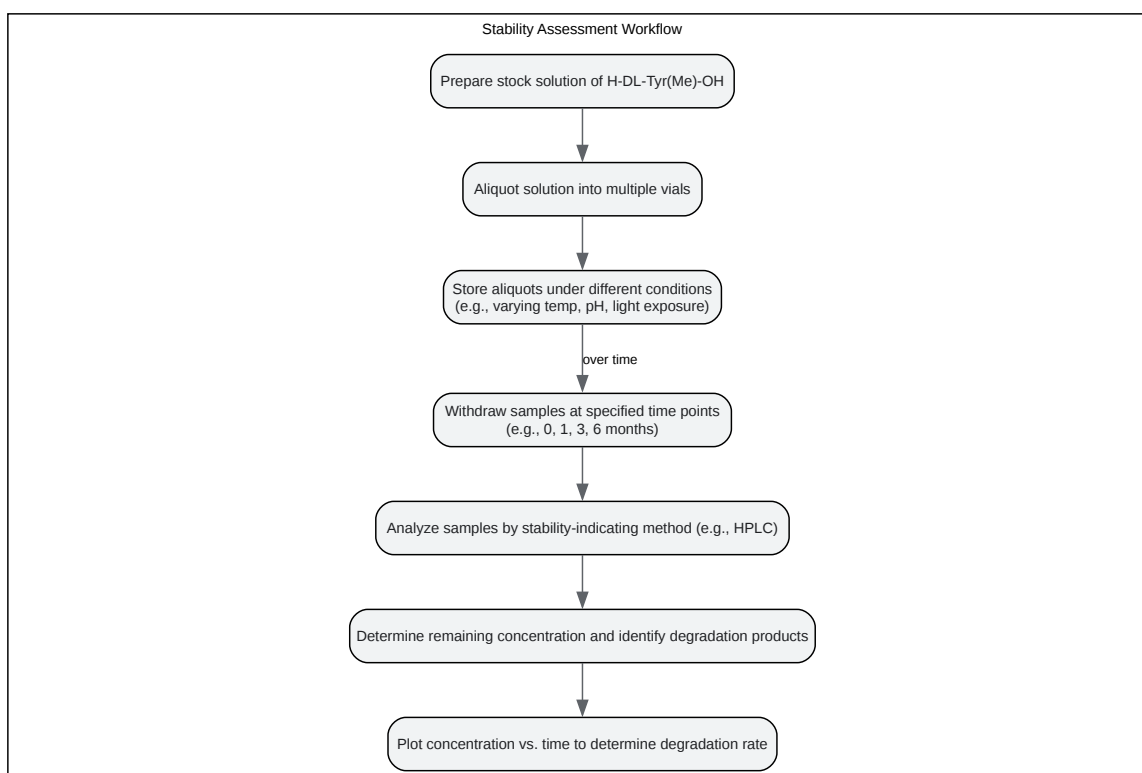 Stability Assessment Workflow
Prepare stock solution of H-DL-Tyr(Me)-OH
Aliquot solution into multiple vials
Store aliquots under different conditions
(e.g., varying temp, pH, light exposure)
over time
Withdraw samples at specified time points
(e.g., 0, 1, 3, 6 months)
Analyze samples by stability-indicating method (e.g., HPLC)
Determine remaining concentration and identify degradation products
Plot concentration vs. time to determine degradation rate